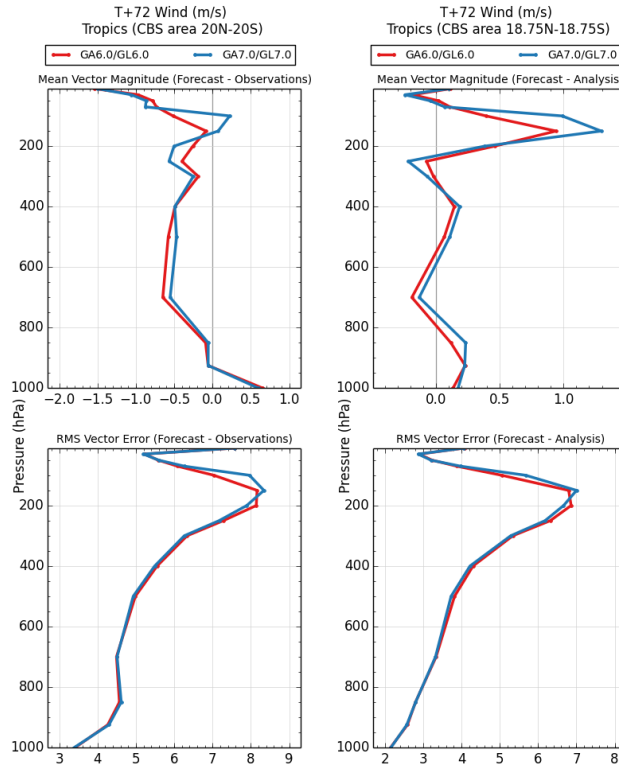 T+72 Wind (m/s)
Tropics (CBS area 20N-20S)
GA6.0/GL6.0 GA7.0/GL7.0
Mean Vector Magnitude (Forecast - Observations)
200
400
600
800
1000
−2.0 −1.5 −1.0 −0.5 0.0 0.5 1.0
Pressure (hPa)
T+72 Wind (m/s)
Tropics (CBS area 18.75N-18.75S)
GA6.0/GL6.0 GA7.0/GL7.0
Mean Vector Magnitude (Forecast - Analysis)
200
400
600
800
1000
0.0 0.5 1.0
Pressure (hPa)
RMS Vector Error (Forecast - Observations)
200
400
600
800
1000
3 4 5 6 7 8 9
RMS Vector Error (Forecast - Analysis)
200
400
600
800
1000
2 3 4 5 6 7 8